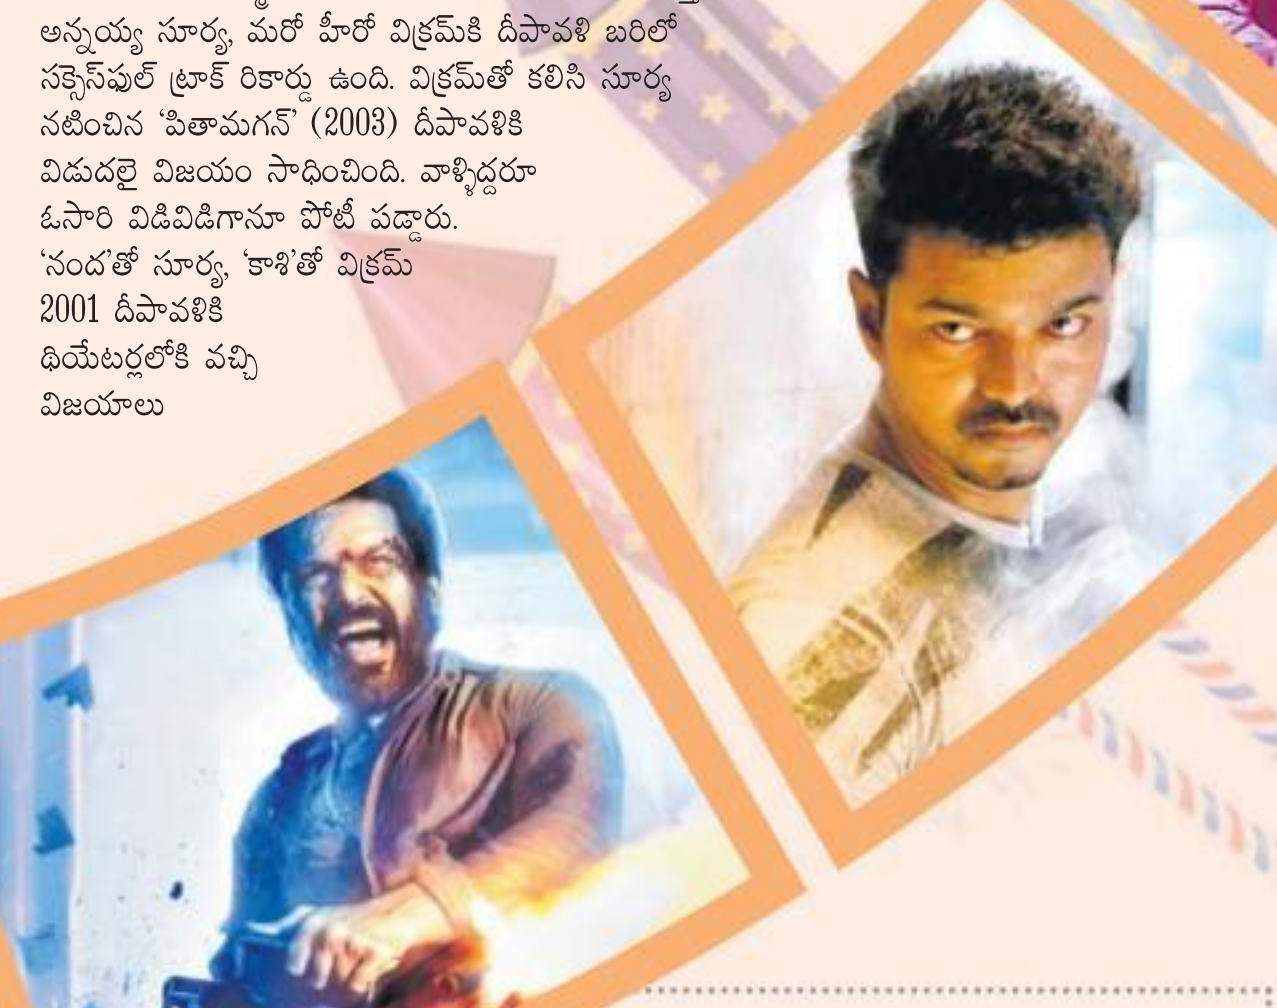 అన్నయ్య సూర్య, మరో హీరో విక్రమ్‌కి దీపావళి బరిలో
సక్సెస్‌ఫుల్ ట్రాక్ రికార్డు ఉంది. విక్రమ్‌తో కలిసి సూర్య
నటించిన ‘పితామగన్’ (2003) దీపావళికి
విడుదలై విజయం సాధించింది. వాళ్ళిద్దరూ
ఓసారి విడివిడిగానూ పోటీ పడ్డారు.
‘నంద’తో సూర్య, ‘కాశి’తో విక్రమ్
2001 దీపావళికి
థియేటర్లలోకి వచ్చి
విజయాలు